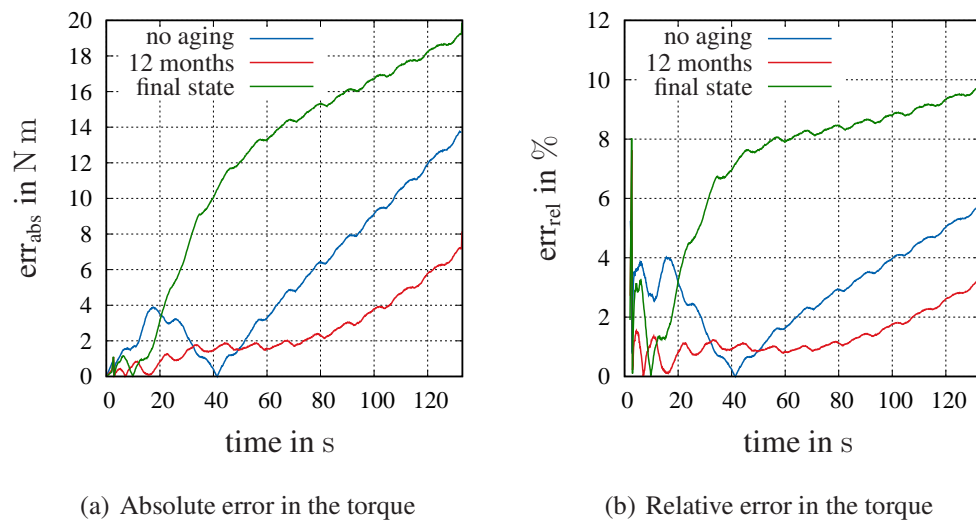 20
18
16
14
12
10
8
6
4
2
0
0 20 40 60 80 100 120
no aging
12 months
final state
err_abs in N m
time in s
(a) Absolute error in the torque
12
10
8
6
4
2
0
0 20 40 60 80 100 120
no aging
12 months
final state
err_rel in %
time in s
(b) Relative error in the torque